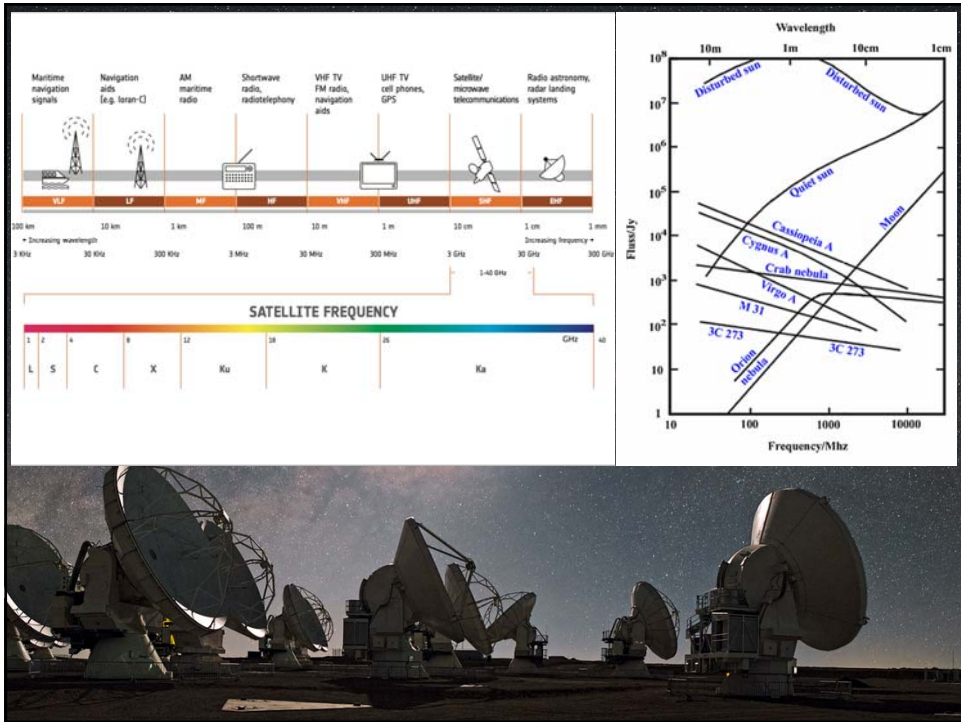 Maritime
navigation
signals
Navigation
aids
(e.g. loran-C)
AM
maritime
radio
Shortwave
radio,
radiotelephony
VHF TV
FM radio,
navigation
aids
UHF TV
cell phones,
GPS
Satellite/
microwave
telecommunications
Radio astronomy,
radar landing
systems
VLF LF MF HF VHF UHF SHF EHF
100 km 10 km 1 km 100 m 10 m 1 m 10 cm 1 cm 1 mm
Increasing wavelength Increasing frequency
3 KHz 30 KHz 300 KHz 3 MHz 30 MHz 300 MHz 3 GHz 30 GHz 300 GHz
1-40 GHz
SATELLITE FREQUENCY
1 2 4 8 12 18 26 GHz 40
L S C X Ku K Ka
Wavelength
10m 1m 10cm 1cm
Fluss/Jy
10⁸
10⁷
10⁶
10⁵
10⁴
10³
10²
10
1
Disturbed sun
Disturbed sun
Quiet sun
Moon
Cassiopeia A
Cygnus A
Crab nebula
Virgo A
M 31
3C 273
3C 273
Orion
nebula
10 100 1000 10000
Frequency/Mhz